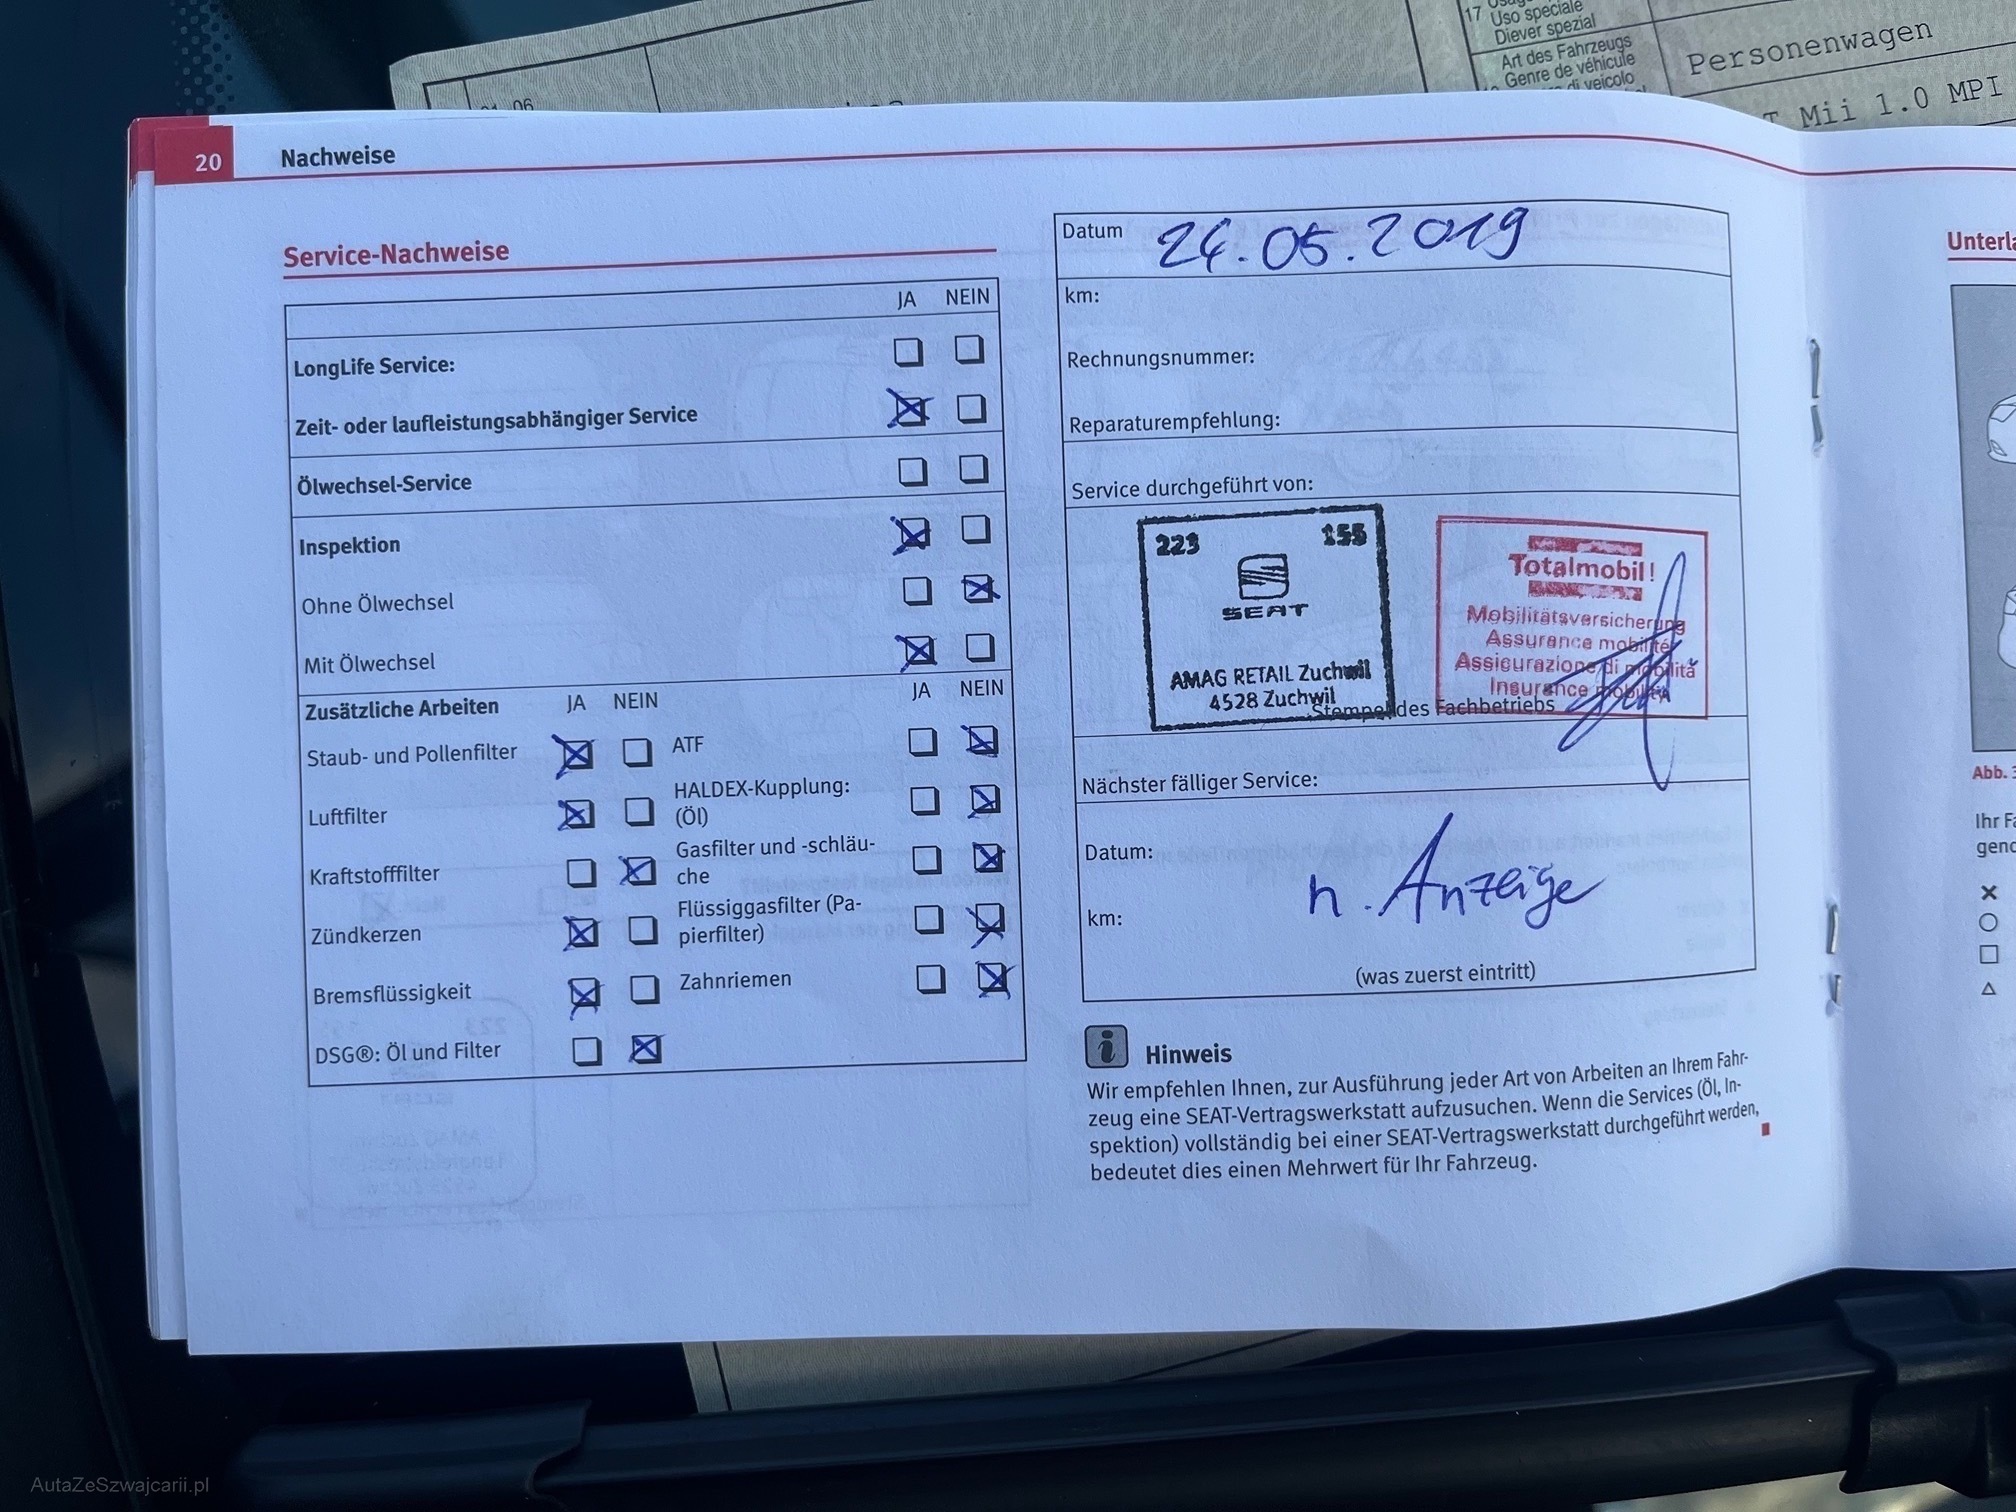 17
Uso speciale
Diever spezial
Art des Fahrzeugs
Genre de véhicule
di veicolo
Personenwagen
Mii 1.0 MPI
06
20
Nachweise
Service-Nachweise
JA NEIN
LongLife Service:
Zeit- oder laufleistungsabhängiger Service
Ölwechsel-Service
Inspektion
Ohne Ölwechsel
Mit Ölwechsel
Zusätzliche Arbeiten JA NEIN JA NEIN
Staub- und Pollenfilter ATF
Luftfilter HALDEX-Kupplung:
(Öl)
Kraftstofffilter Gasfilter und -schläu-
che
Zündkerzen Flüssiggasfilter (Pa-
pierfilter)
Bremsflüssigkeit Zahnriemen
DSG®: Öl und Filter
Datum 24.05.2019
km:
Rechnungsnummer:
Reparaturempfehlung:
Service durchgeführt von:
223 155
SEAT
AMAG RETAIL Zuchwil
4528 Zuchwil
Totalmobil!
Mobilitätsversicherung
Assurance mobilité
Assicurazione di mobilità
Insurance mobility
Stempel des Fachbetriebs
Nächster fälliger Service:
Datum:
n. Anzeige
km:
(was zuerst eintritt)
Hinweis
Wir empfehlen Ihnen, zur Ausführung jeder Art von Arbeiten an Ihrem Fahr-
zeug eine SEAT-Vertragswerkstatt aufzusuchen. Wenn die Services (Öl, In-
spektion) vollständig bei einer SEAT-Vertragswerkstatt durchgeführt werden,
bedeutet dies einen Mehrwert für Ihr Fahrzeug.
Unterla
Abb.
Ihr Fa
gend
AutaZeSzwajcarii.pl